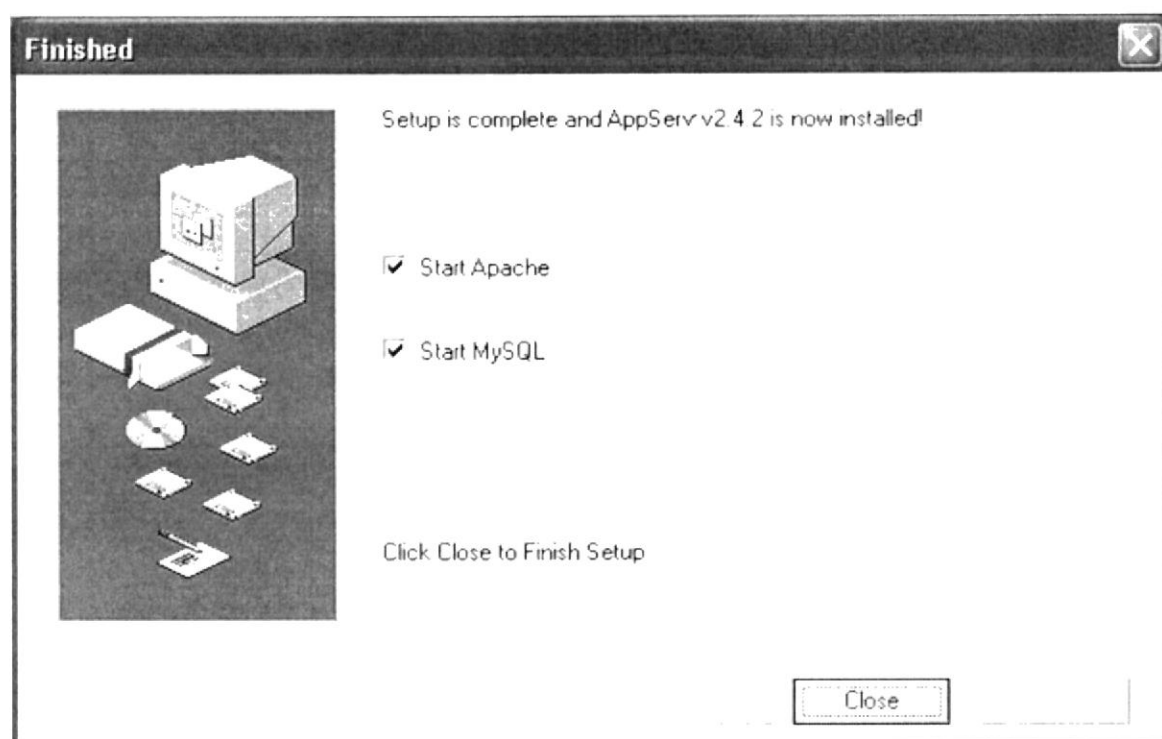 Finished
Setup is complete and AppServ v2.4.2 is now installed!
Start Apache
Start MySQL
Click Close to Finish Setup
Close